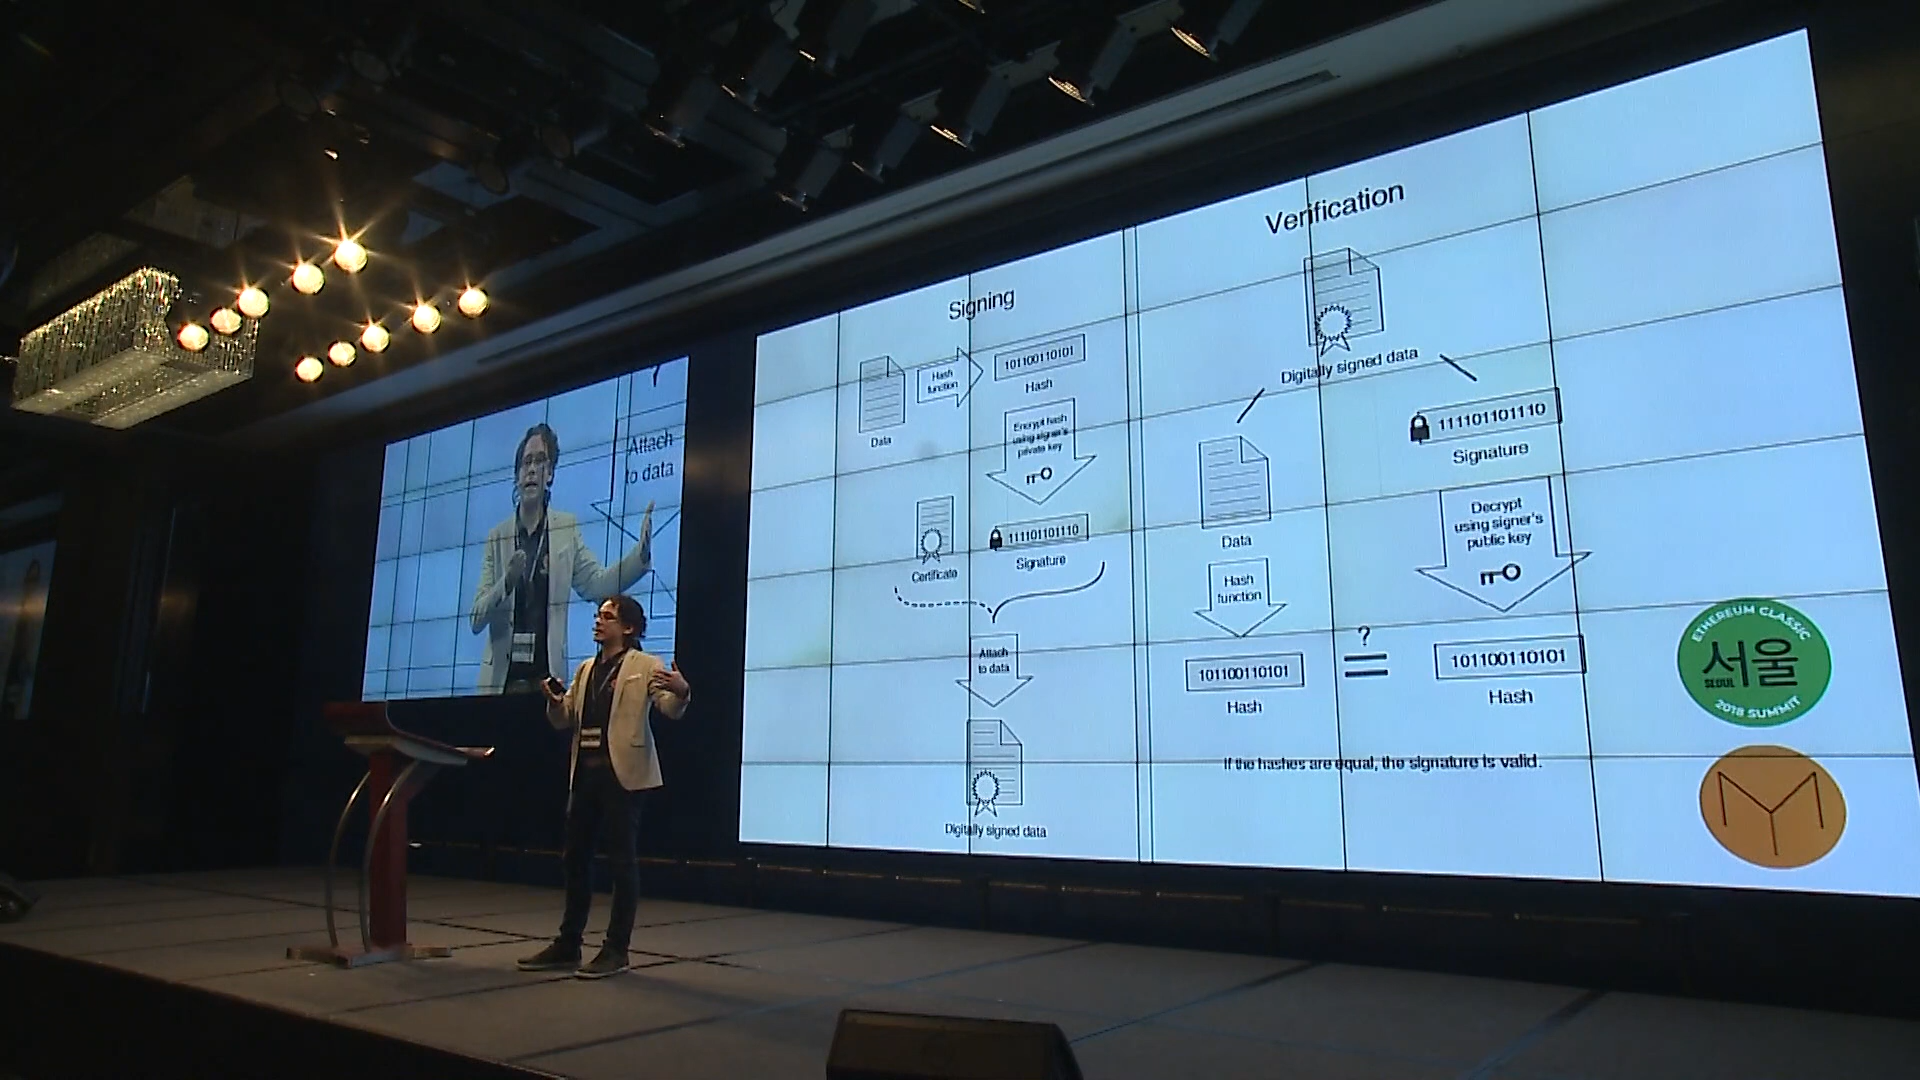 Attach
to data
Signing
Data
Hash
function
101100110101
Hash
Encrypt hash
using signer's
private key
Certificate
111101101110
Signature
Attach
to data
Digitally signed data
Verification
Digitally signed data
Data
Hash
function
101100110101
Hash
111101101110
Signature
Decrypt
using signer's
public key
?
=
101100110101
Hash
If the hashes are equal, the signature is valid.
ETHEREUM CLASSIC
서울
SEOUL
2018 SUMMIT